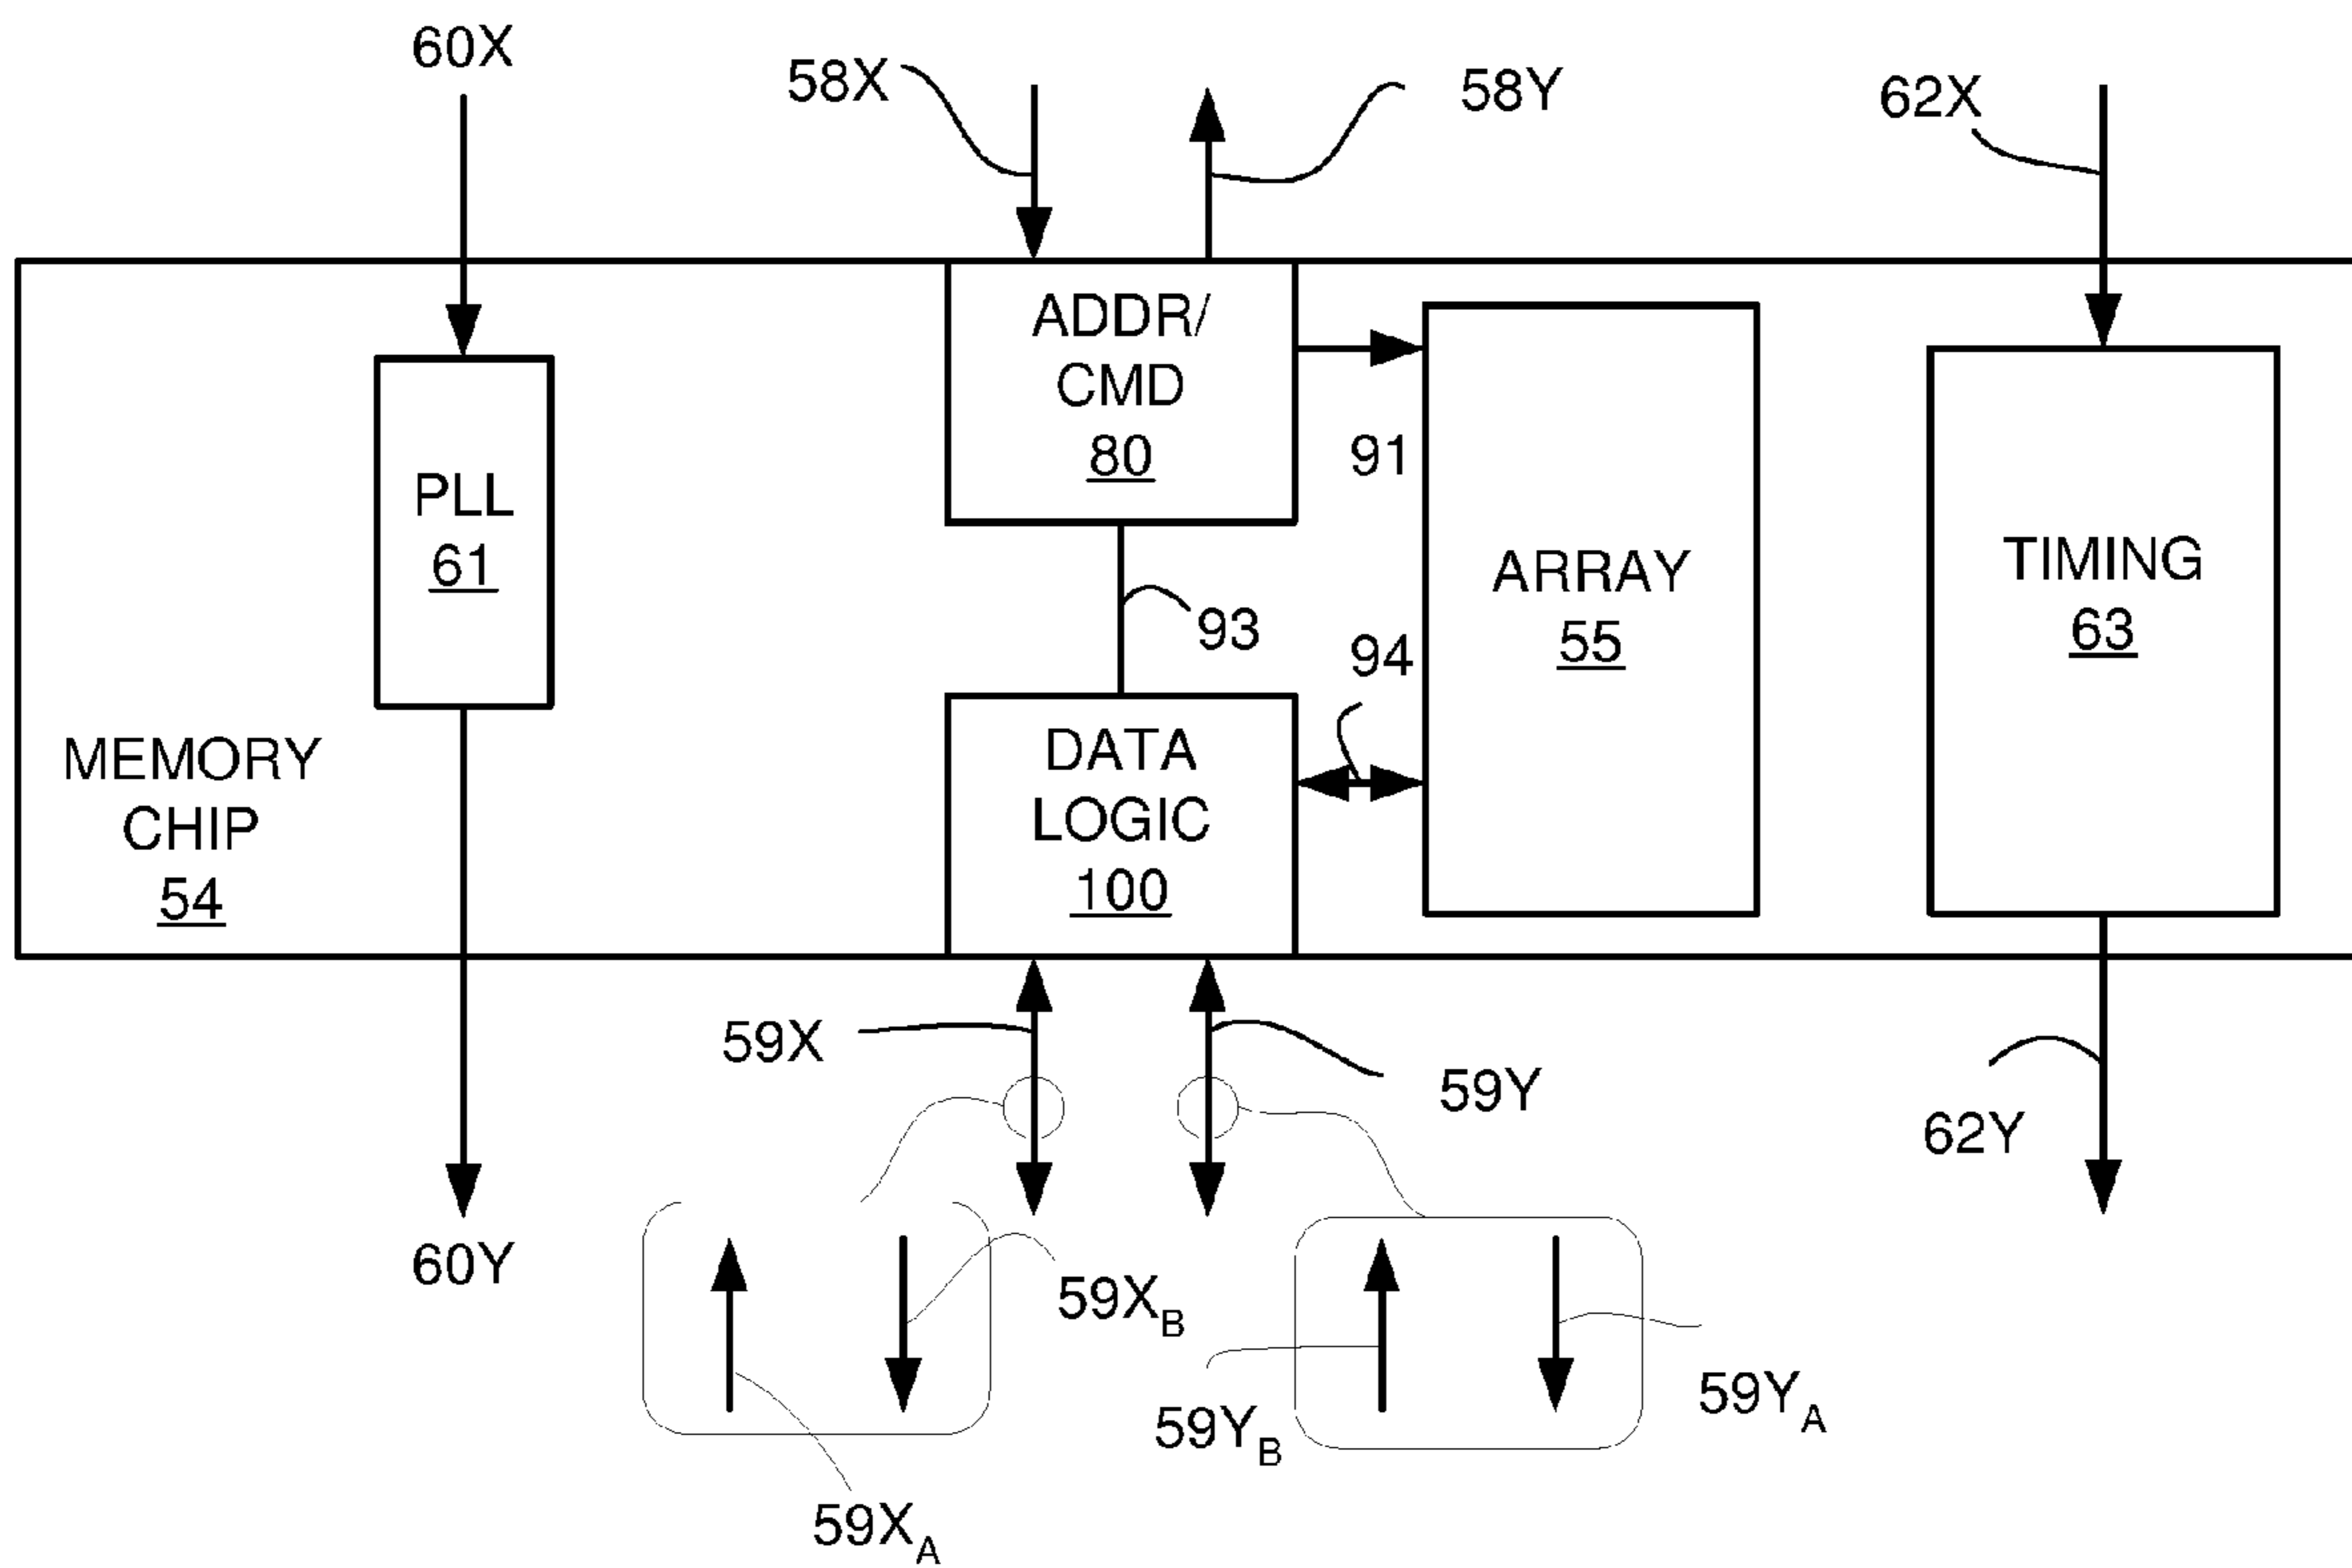 60X
58X
58Y
62X
ADDR/
CMD
80
91
PLL
61
ARRAY
55
TIMING
63
93
94
MEMORY
CHIP
54
DATA
LOGIC
100
59X
59Y
62Y
60Y
59XB
59YB
59YA
59XA